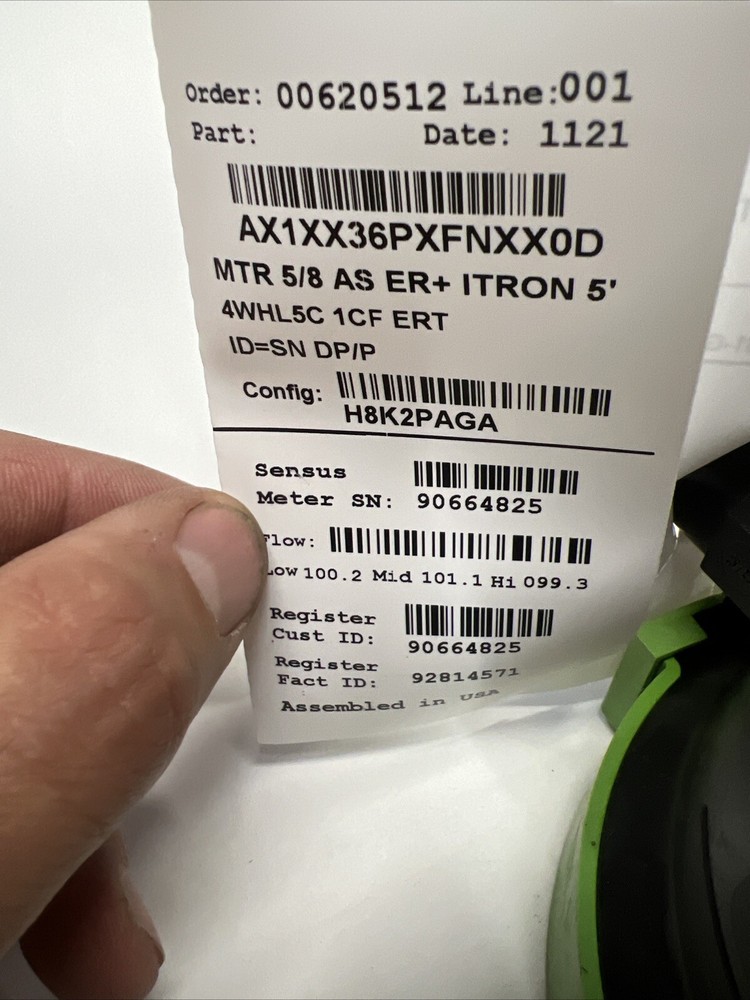 Order: 00620512 Line:001
Part: Date: 1121
AX1XX36PXFNXX0D
MTR 5/8 AS ER+ ITRON 5'
4WHL5C 1CF ERT
ID=SN DP/P
Config:
H8K2PAGA
Sensus
Meter SN: 90664825
Flow:
Low 100.2 Mid 101.1 Hi 099.3
Register
Cust ID: 90664825
Register
Fact ID: 92814571
Assembled in USA